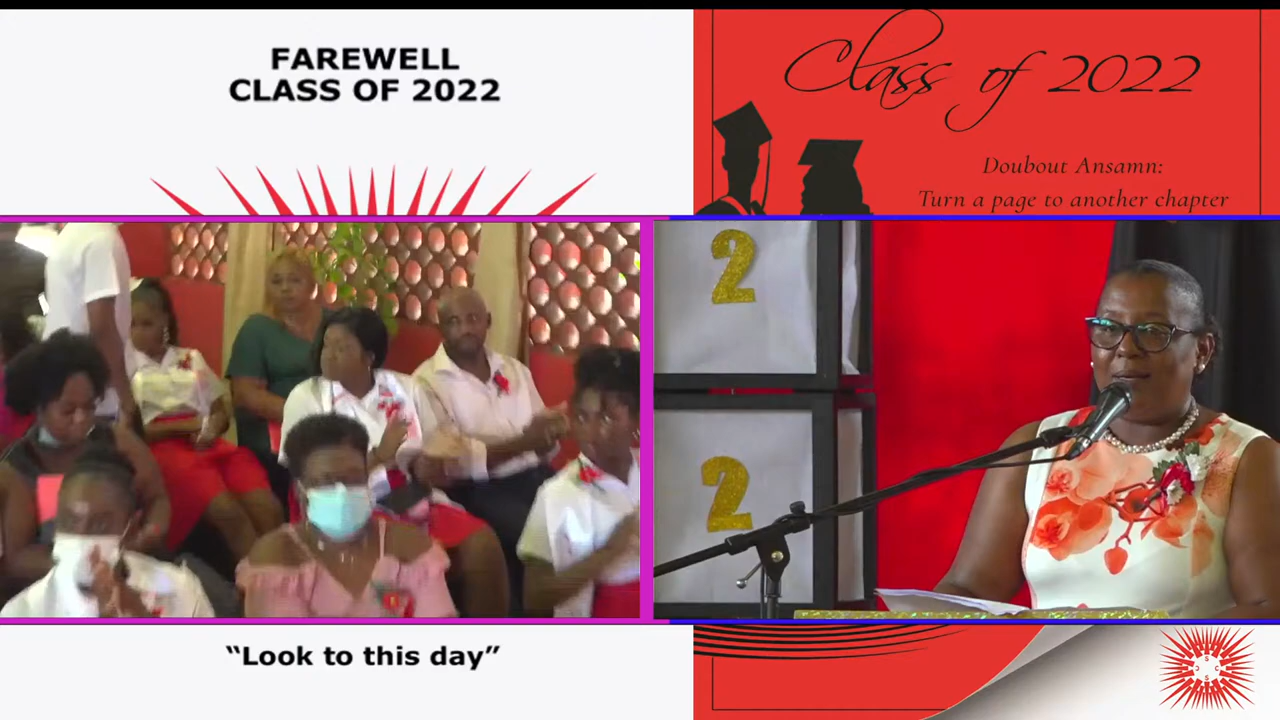 FAREWELL
CLASS OF 2022
Class of 2022
Doubout Ansamn:
Turn a page to another chapter
2
2
“Look to this day”